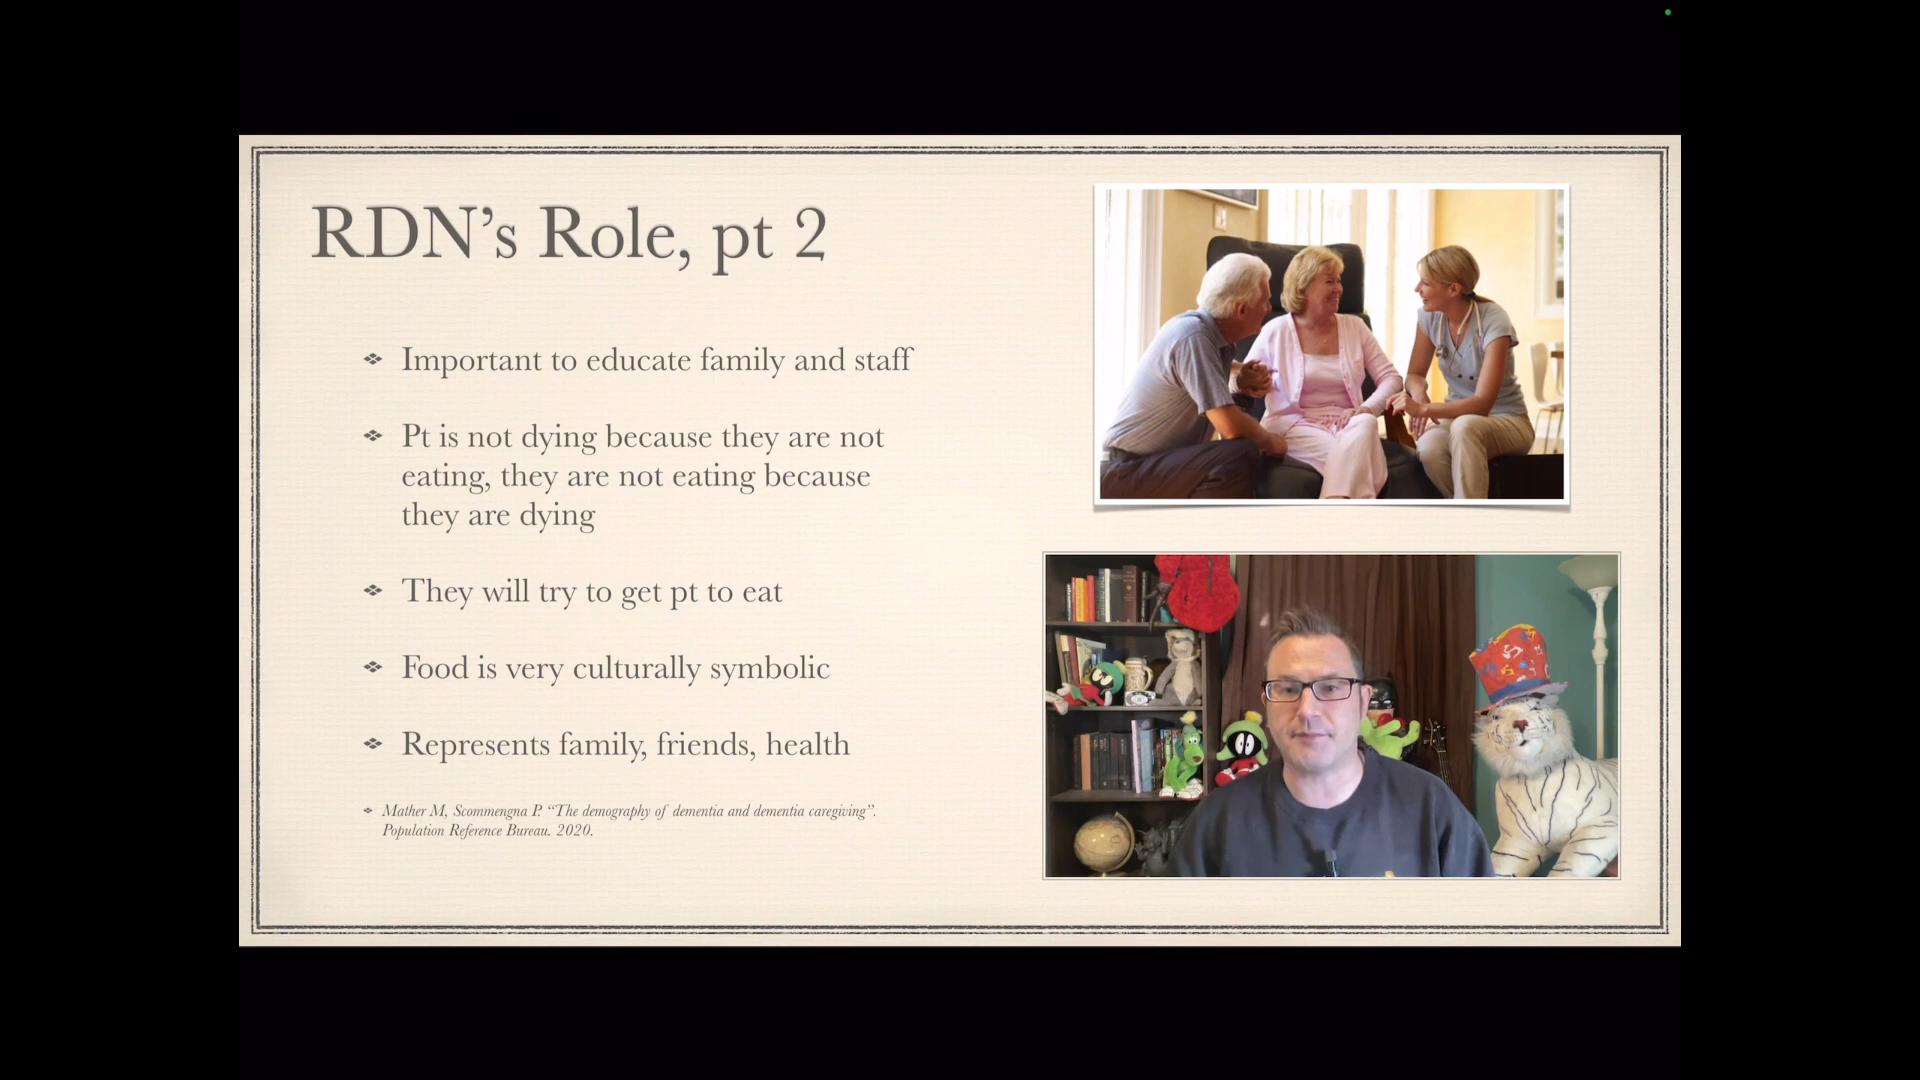 RDN’s Role, pt 2
Important to educate family and staff
Pt is not dying because they are not
eating, they are not eating because
they are dying
They will try to get pt to eat
Food is very culturally symbolic
Represents family, friends, health
Mather M, Scommengna P. “The demography of dementia and dementia caregiving”.
Population Reference Bureau. 2020.